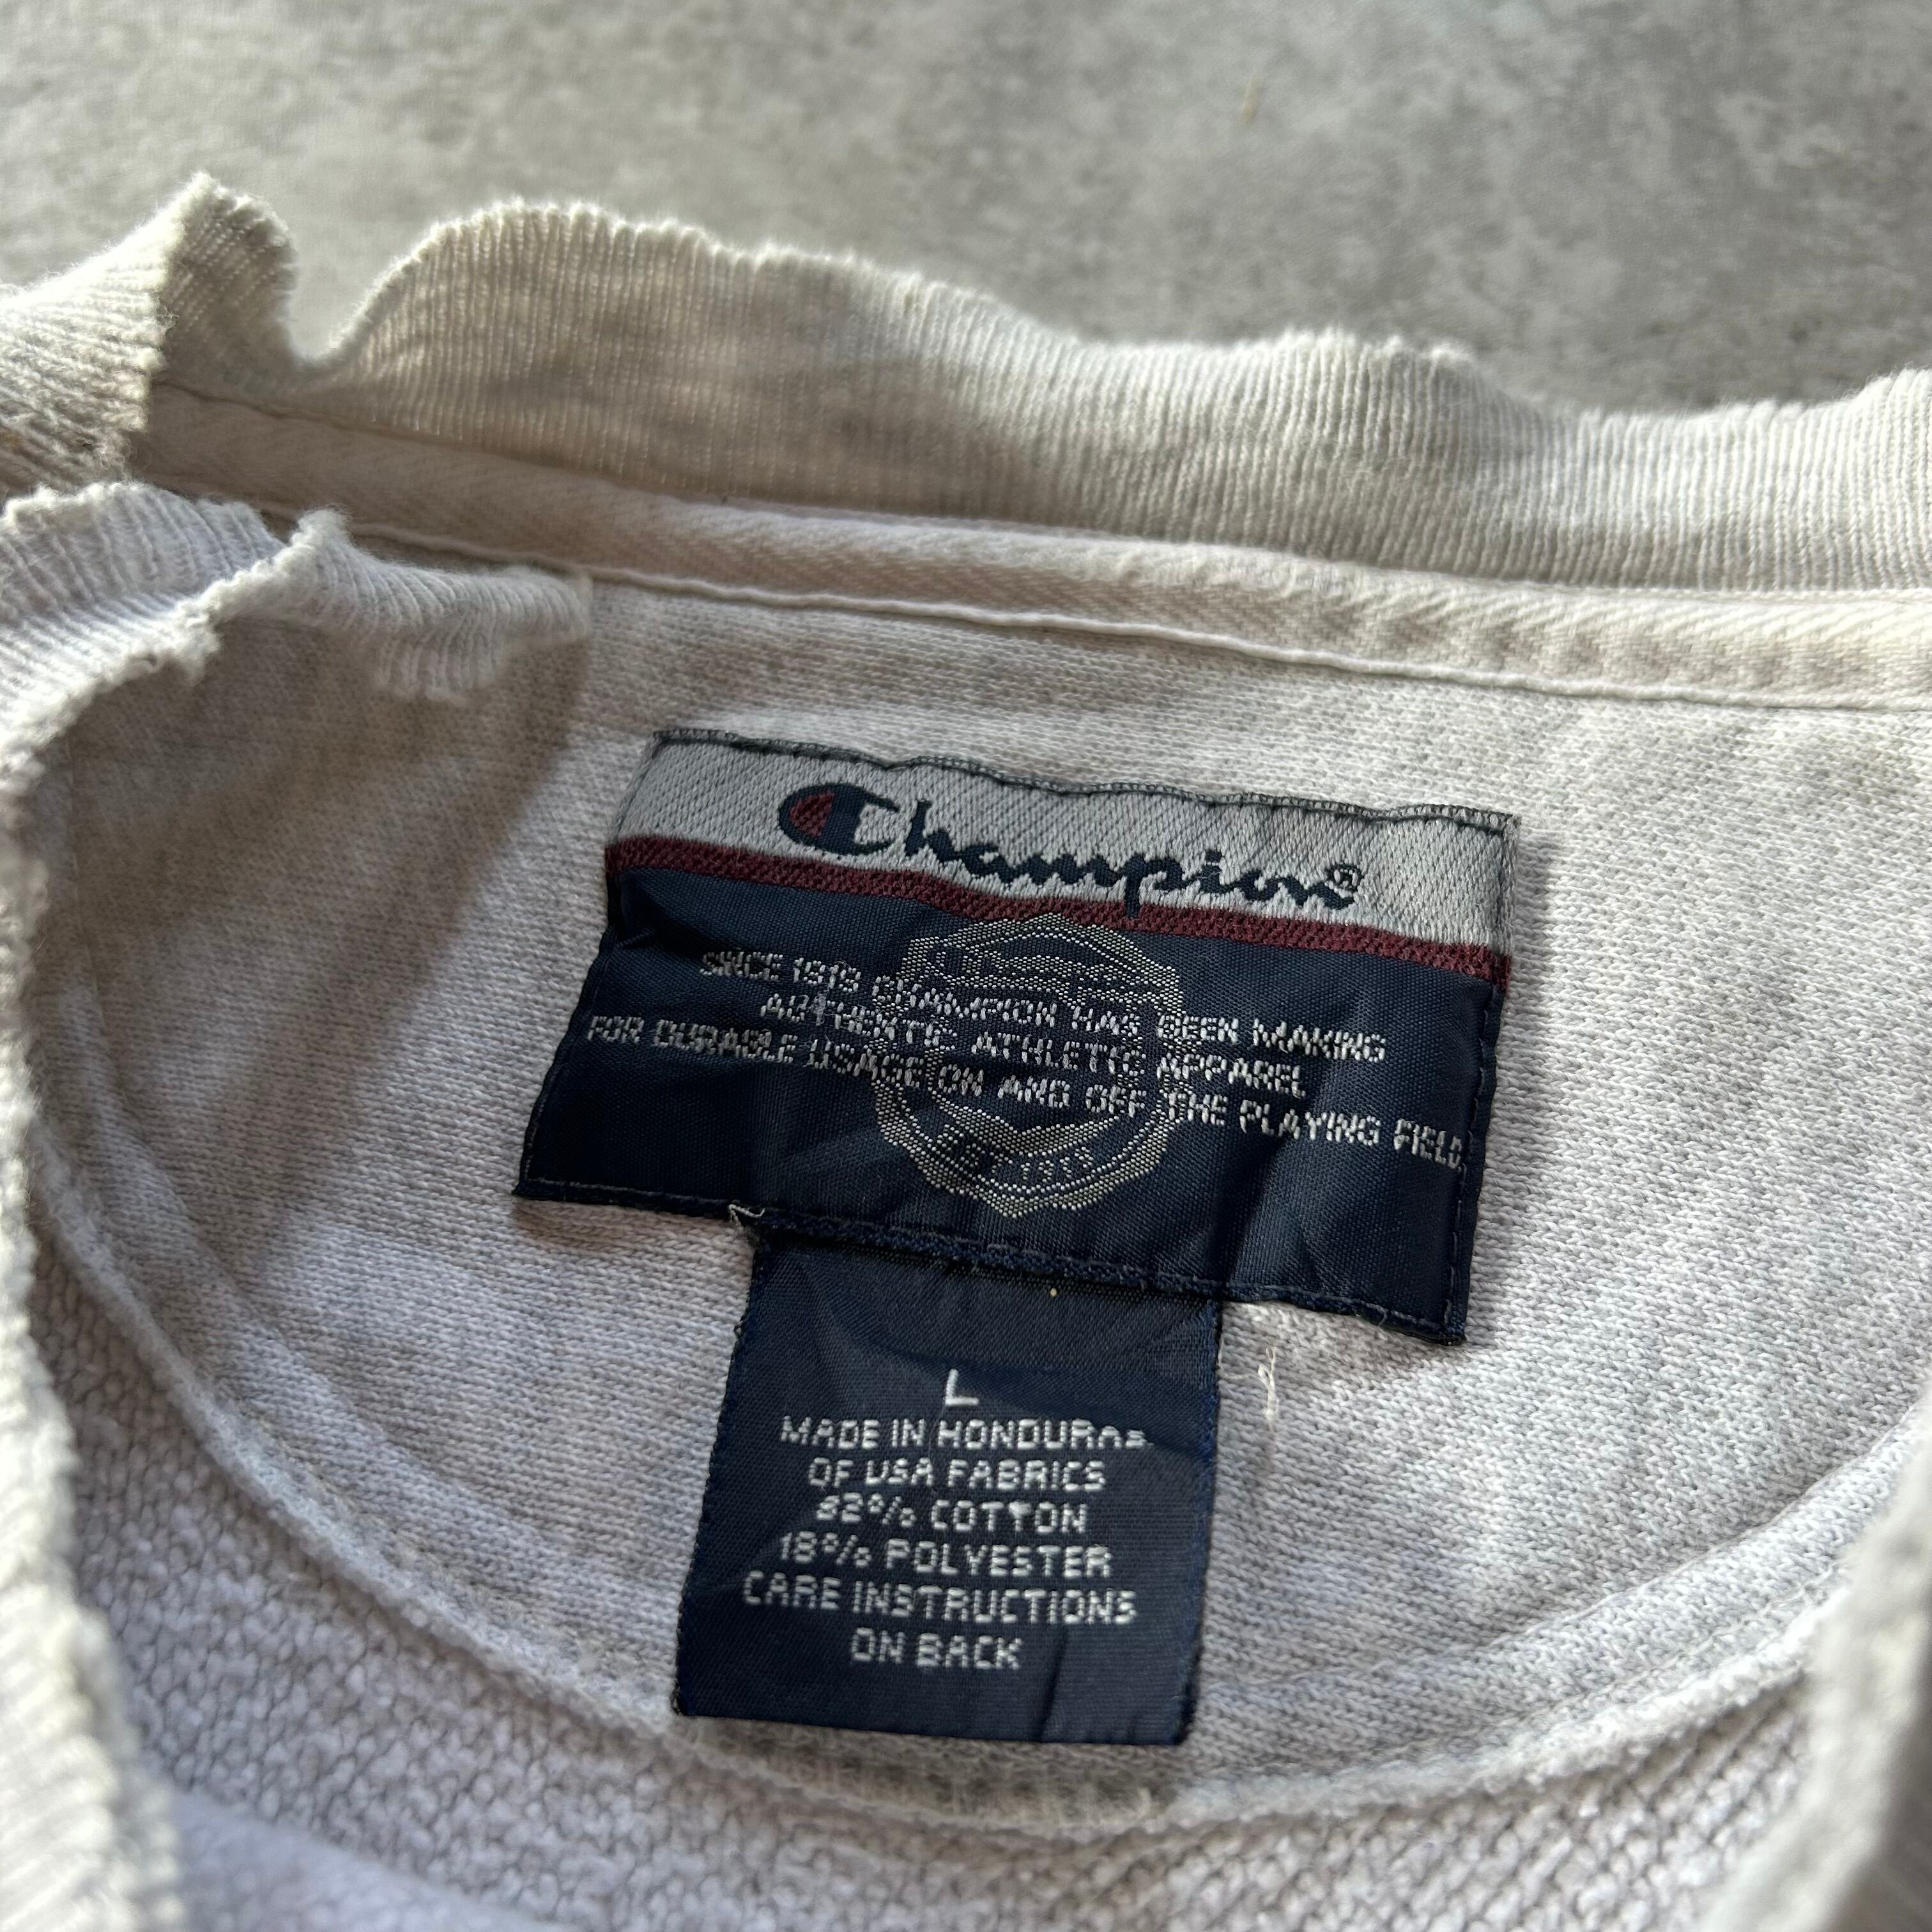 Champion®
SINCE 1919 CHAMPION HAS BEEN MAKING
AUTHENTIC ATHLETIC APPAREL
FOR DURABLE USAGE ON AND OFF THE PLAYING FIELD.
L
MADE IN HONDURAS
OF USA FABRICS
82% COTTON
18% POLYESTER
CARE INSTRUCTIONS
ON BACK